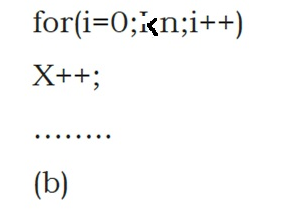 for(i=0;I<n;i++)
X++;
........
(b)